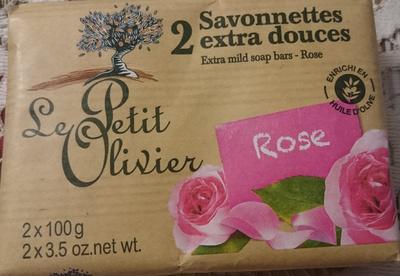 2 Savonnettes
extra douces
Extra mild soap bars - Rose
ENRICHI EN
HUILE D'OLIVE
Le Petit
Olivier
Rose
2 x 100 g
2 x 3.5 oz.net wt.